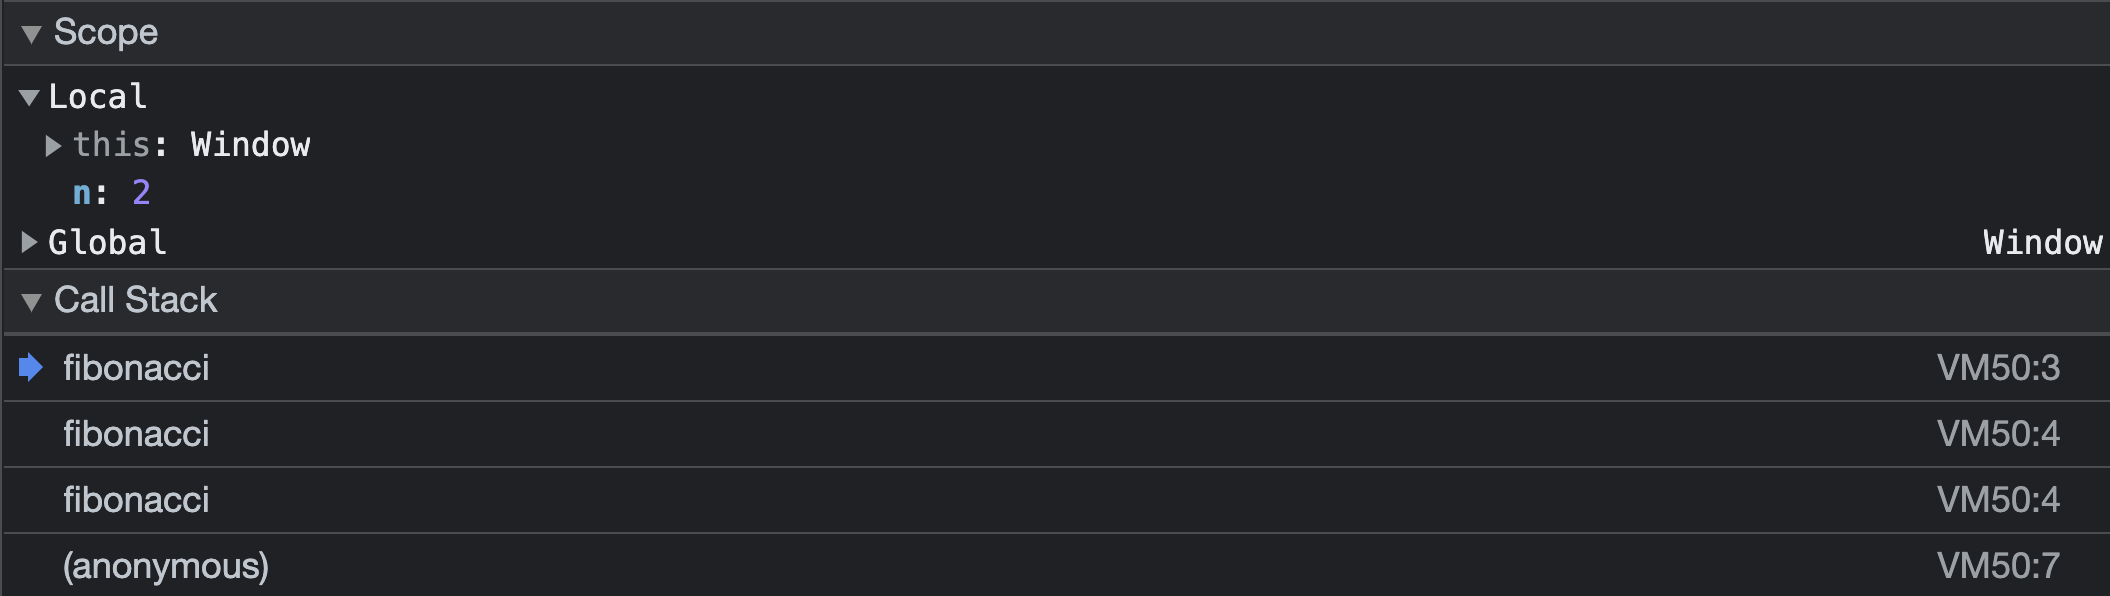 Scope
Local
this: Window
n: 2
Global Window
Call Stack
fibonacci VM50:3
fibonacci VM50:4
fibonacci VM50:4
(anonymous) VM50:7